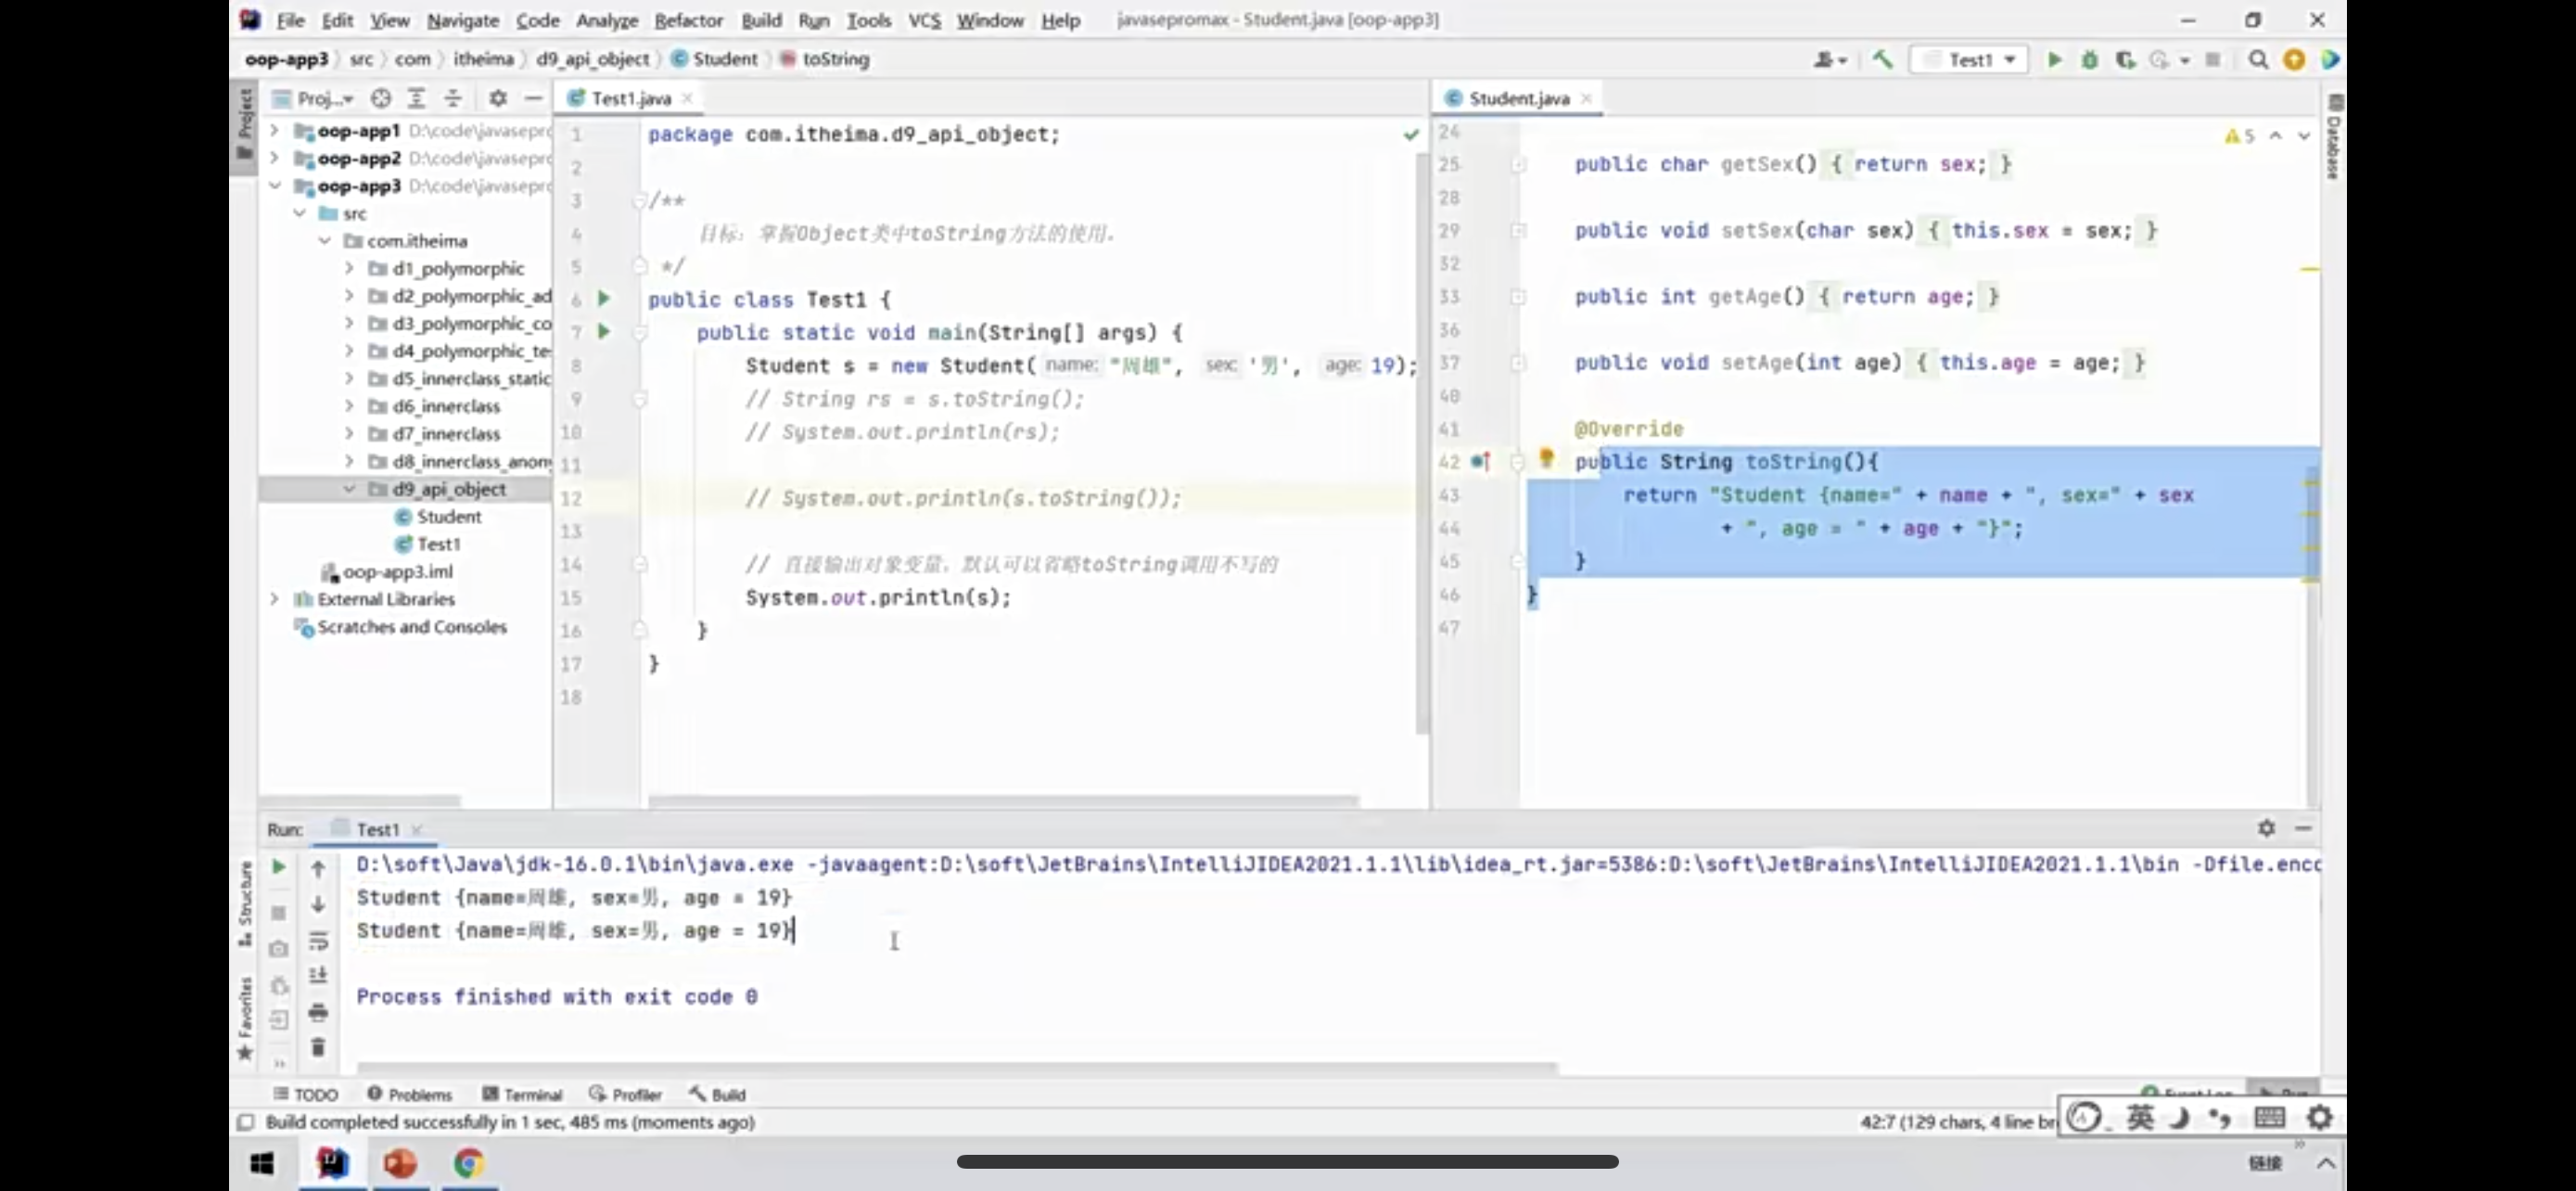 File Edit View Navigate Code Analyze Refactor Build Run Tools VCS Window Help javasepromax - Student.java [oop-app3]
oop-app3 src com itheima d9_api_object Student toString Test1
Project
Proj...
oop-app1 D:\code\javasepro
oop-app2 D:\code\javasepro
oop-app3 D:\code\javasepro
src
com.itheima
d1_polymorphic
d2_polymorphic_ad
d3_polymorphic_co
d4_polymorphic_te
d5_innerclass_static
d6_innerclass
d7_innerclass
d8_innerclass_anony
d9_api_object
Student
Test1
oop-app3.iml
External Libraries
Scratches and Consoles
Test1.java
1 package com.itheima.d9_api_object;
2
3 /**
4 目标：掌握Object类中toString方法的使用。
5 */
6 public class Test1 {
7 public static void main(String[] args) {
8 Student s = new Student( name: "周雄", sex: '男', age: 19);
9 // String rs = s.toString();
10 // System.out.println(rs);
11
12 // System.out.println(s.toString());
13
14 // 直接输出对象变量，默认可以省略toString调用不写的
15 System.out.println(s);
16 }
17 }
18
Student.java
24
5
25 public char getSex() { return sex; }
28
29 public void setSex(char sex) { this.sex = sex; }
32
33 public int getAge() { return age; }
36
37 public void setAge(int age) { this.age = age; }
40
41 @Override
42 public String toString(){
43 return "Student {name=" + name + ", sex=" + sex
44 + ", age = " + age + "}";
45 }
46 }
47
Database
Run: Test1
D:\soft\Java\jdk-16.0.1\bin\java.exe -javaagent:D:\soft\JetBrains\IntelliJIDEA2021.1.1\lib\idea_rt.jar=5386:D:\soft\JetBrains\IntelliJIDEA2021.1.1\bin -Dfile.enco
Student {name=周雄, sex=男, age = 19}
Student {name=周雄, sex=男, age = 19}
Process finished with exit code 0
Structure
Favorites
TODO Problems Terminal Profiler Build
Build completed successfully in 1 sec, 485 ms (moments ago)
42:7 (129 chars, 4 line br
英
链接